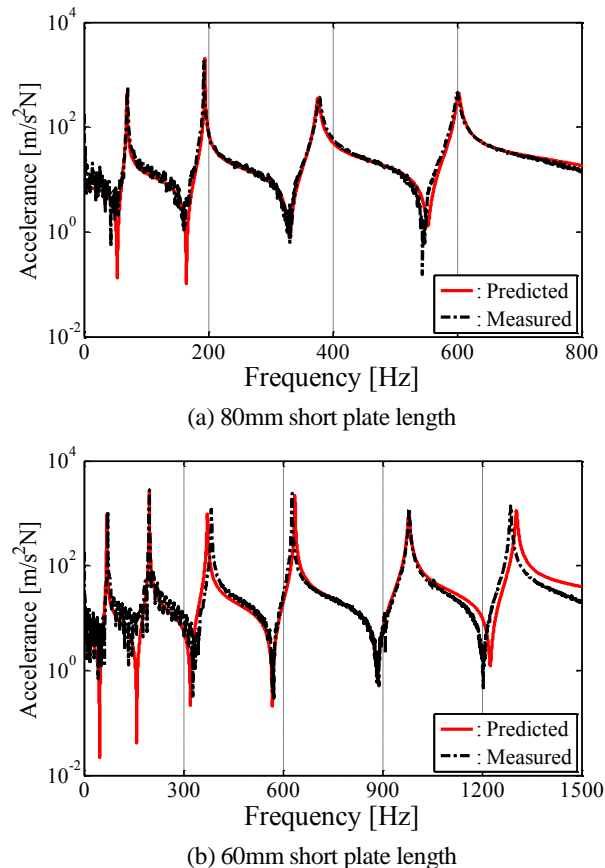 10^4
10^2
10^0
10^-2
Accelerance [m/s^2N]
: Predicted
: Measured
0 200 400 600 800
Frequency [Hz]
(a) 80mm short plate length
10^4
10^2
10^0
10^-2
Accelerance [m/s^2N]
: Predicted
: Measured
0 300 600 900 1200 1500
Frequency [Hz]
(b) 60mm short plate length